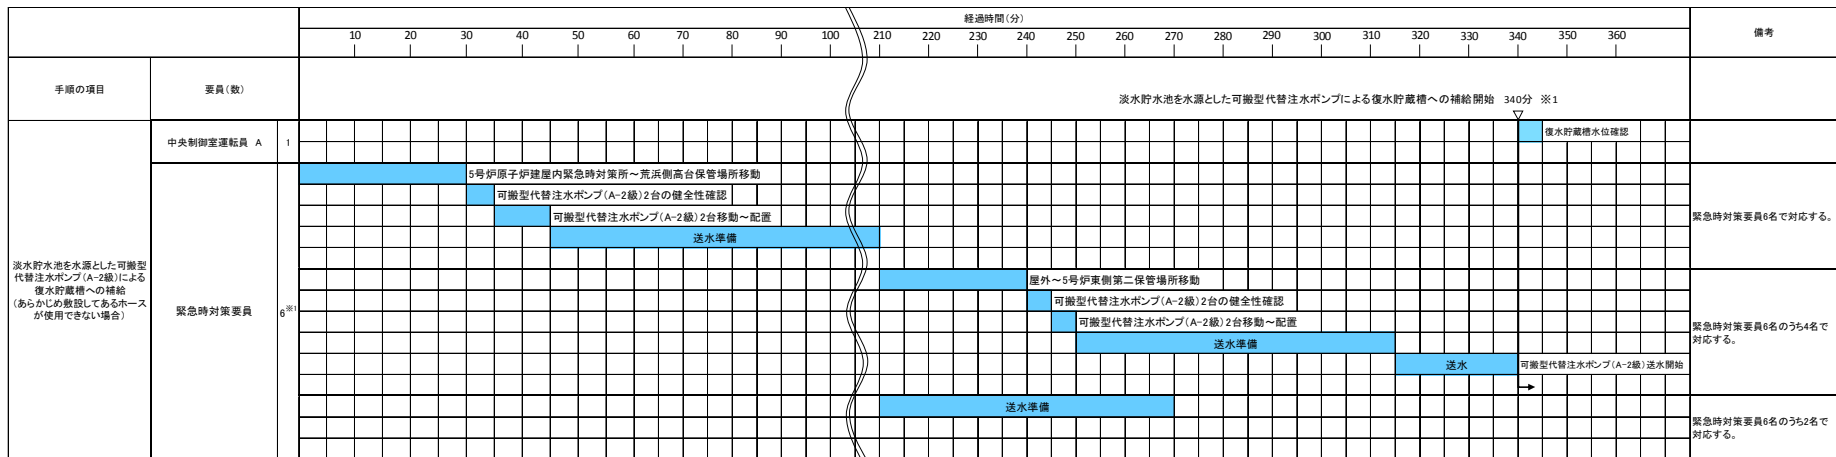 経過時間(分)
備考
10 20 30 40 50 60 70 80 90 100 210 220 230 240 250 260 270 280 290 300 310 320 330 340 350 360
手順の項目
要員(数)
淡水貯水池を水源とした可搬型代替注水ポンプによる復水貯蔵槽への補給開始 340分 ※1
中央制御室運転員 A
1
復水貯蔵槽水位確認
5号炉原子炉建屋内緊急時対策所～荒浜側高台保管場所移動
可搬型代替注水ポンプ(A-2級)2台の健全性確認
可搬型代替注水ポンプ(A-2級)2台移動～配置
送水準備
緊急時対策要員6名で対応する。
淡水貯水池を水源とした可搬型
代替注水ポンプ(A-2級)による
復水貯蔵槽への補給
(あらかじめ敷設してあるホース
が使用できない場合)
緊急時対策要員
6※1
屋外～5号炉東側第二保管場所移動
可搬型代替注水ポンプ(A-2級)2台の健全性確認
可搬型代替注水ポンプ(A-2級)2台移動～配置
送水準備
送水
可搬型代替注水ポンプ(A-2級)送水開始
緊急時対策要員6名のうち4名で
対応する。
送水準備
緊急時対策要員6名のうち2名で
対応する。